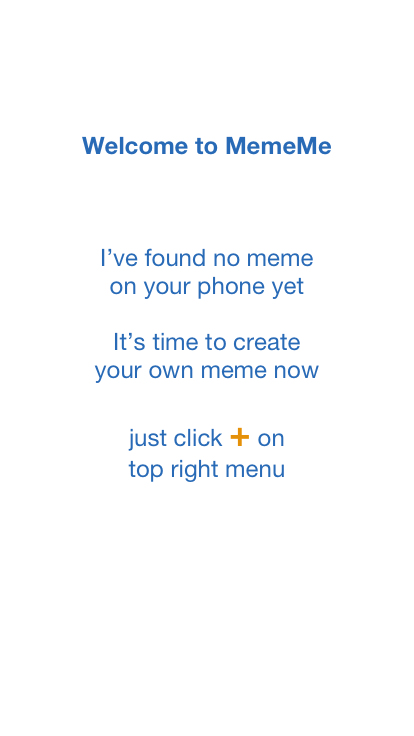 Welcome to MemeMe
I’ve found no meme
on your phone yet
It’s time to create
your own meme now
just click + on
top right menu